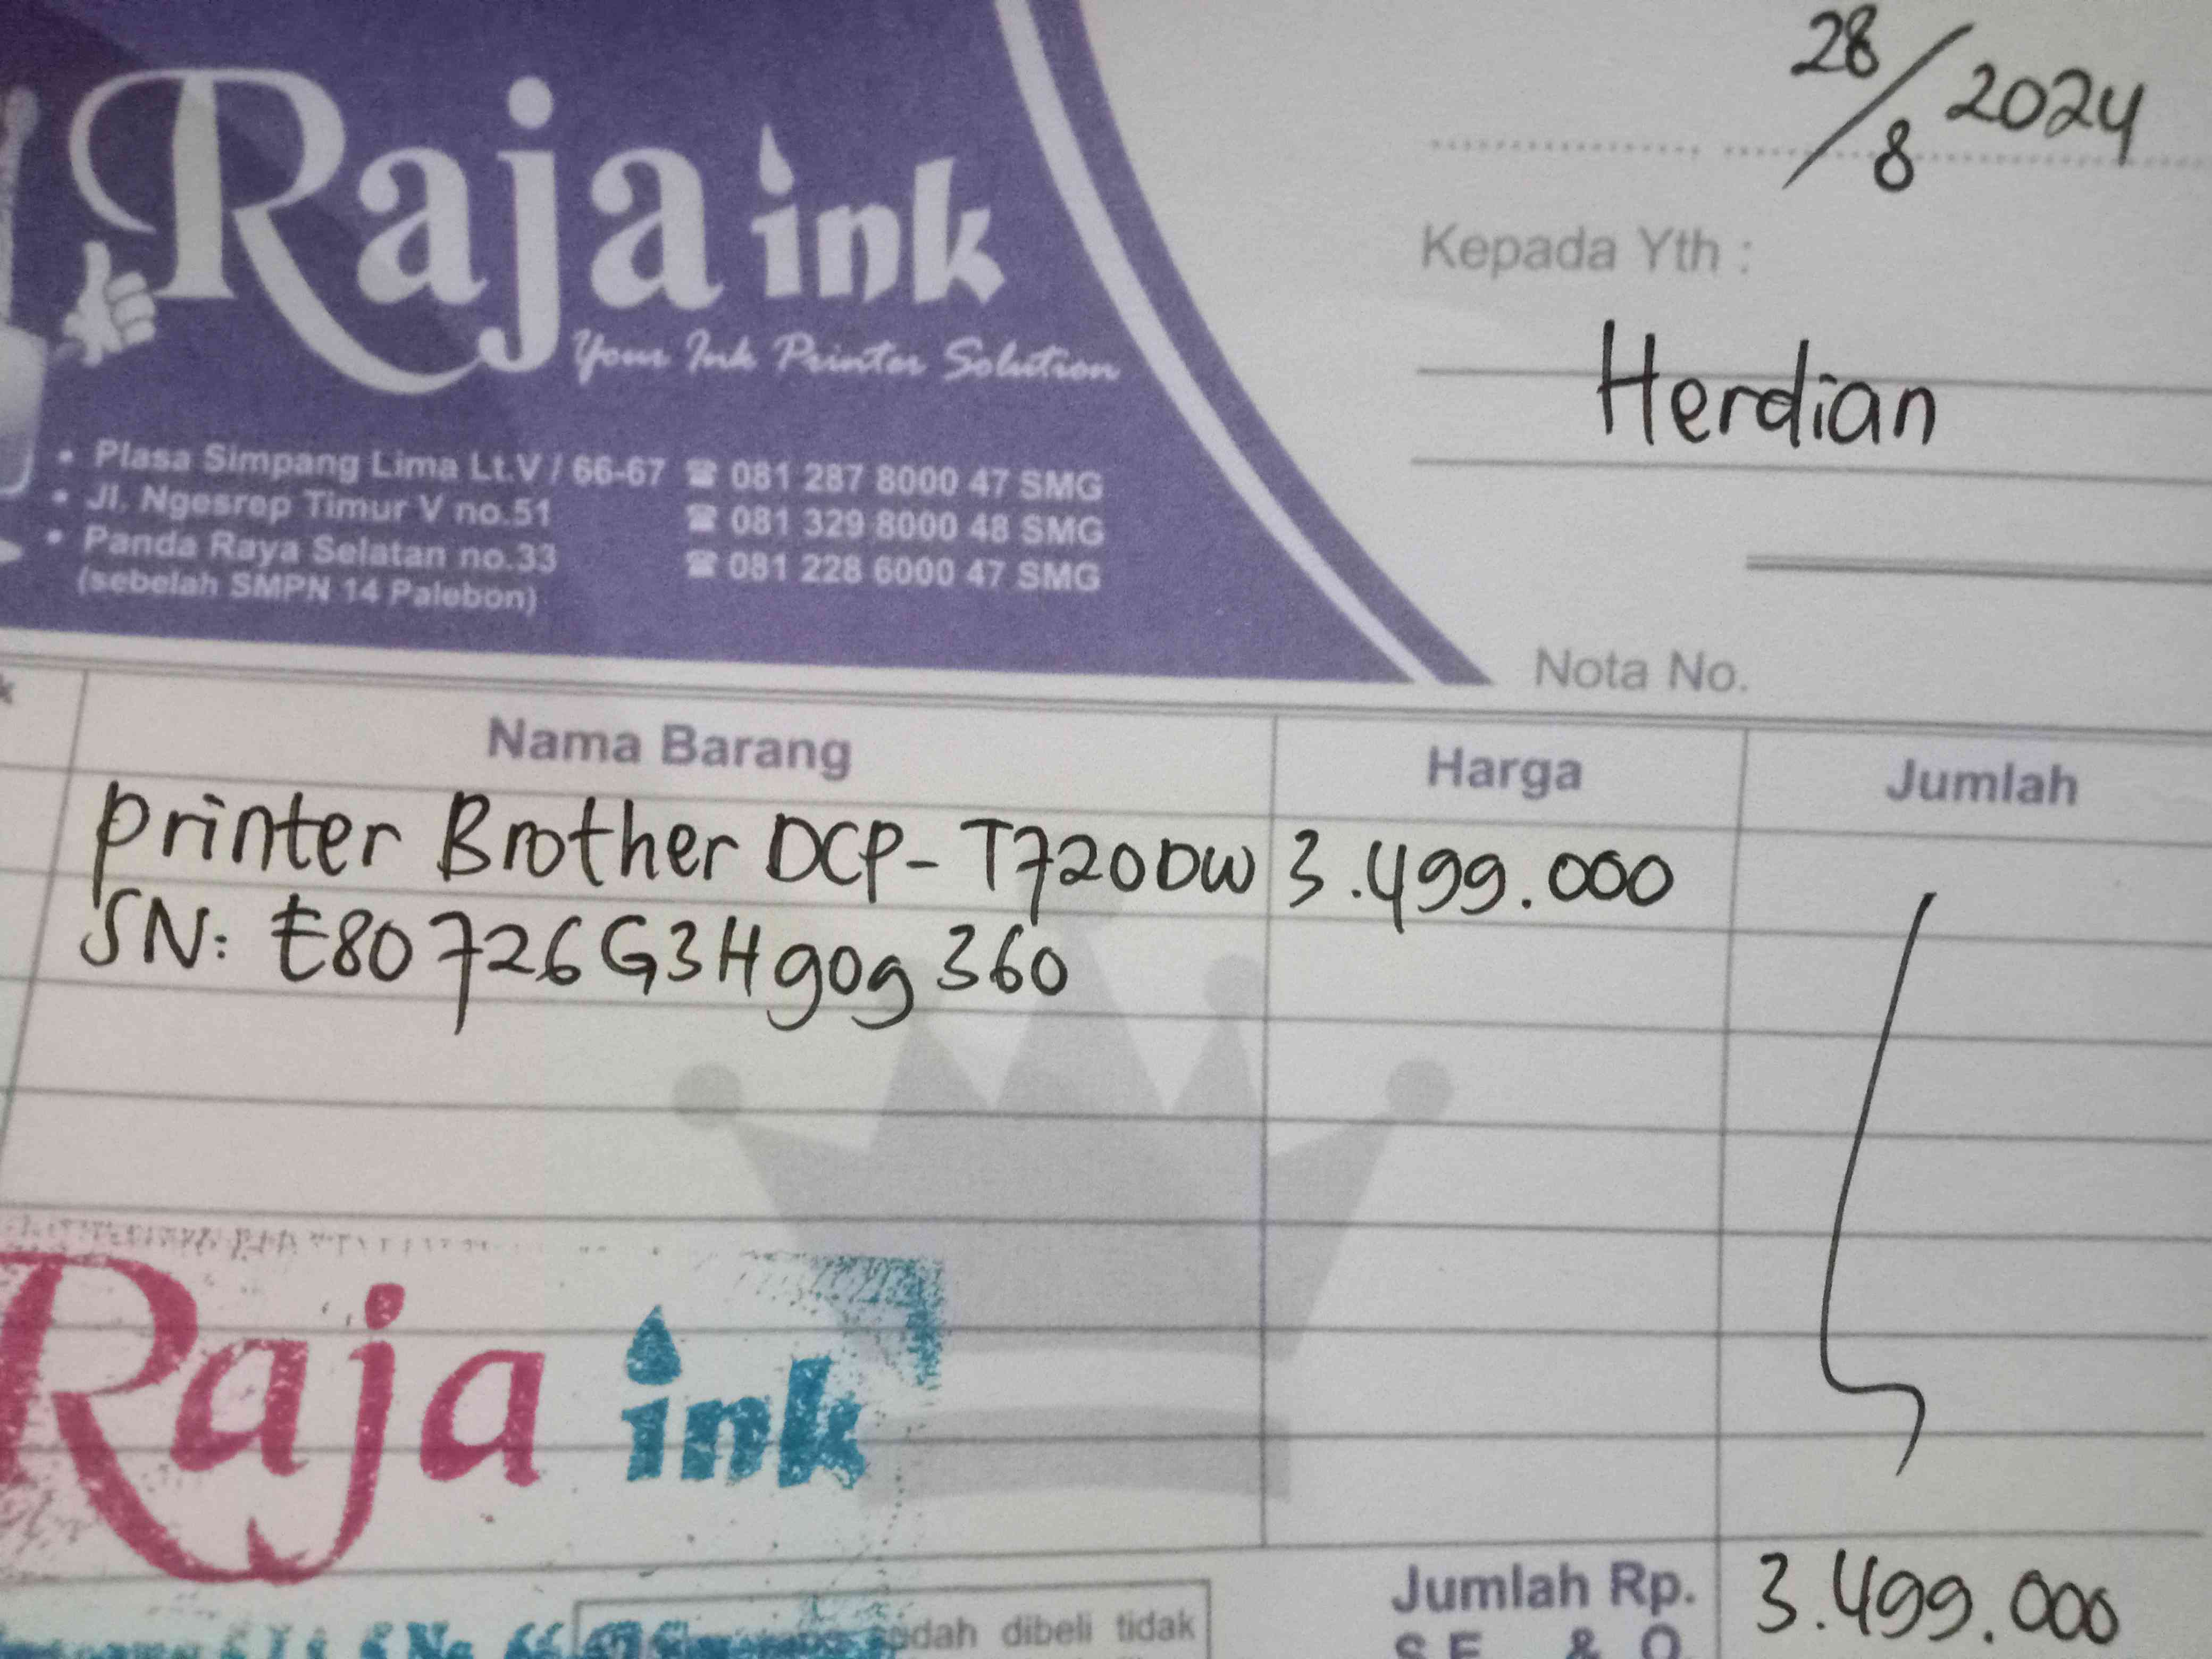 28/8 2024
Raja ink
Your Ink Printer Solution
Kepada Yth :
Herdian
• Plasa Simpang Lima Lt.V / 66-67 ☎ 081 287 8000 47 SMG
• Jl. Ngesrep Timur V no.51 ☎ 081 329 8000 48 SMG
• Panda Raya Selatan no.33 ☎ 081 228 6000 47 SMG
(sebelah SMPN 14 Palebon)
Nota No.
Nama Barang Harga Jumlah
Printer Brother DCP-T720DW 3.499.000
SN: E80726G3H909360
Raja ink
Jumlah Rp. 3.499.000
dibeli tidak
S.E. & O.